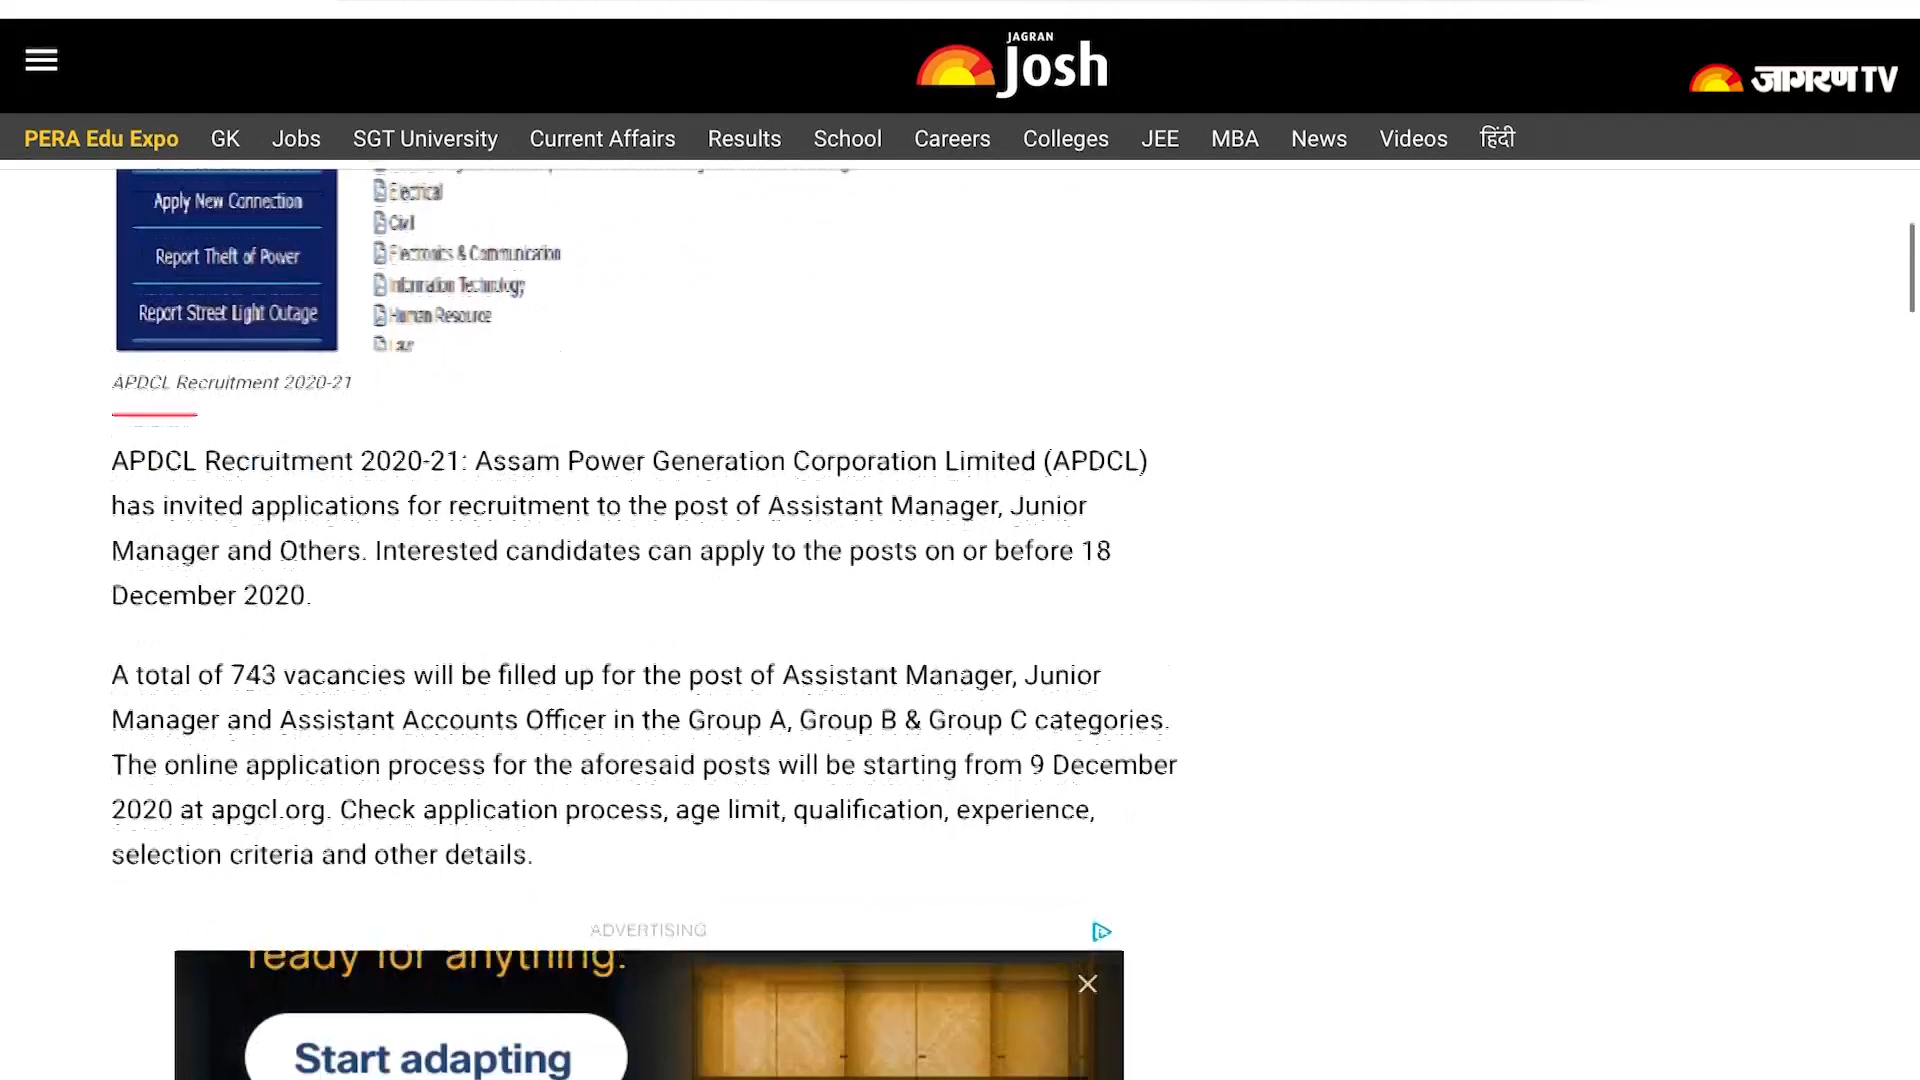 JAGRAN
Josh
जागरण TV
PERA Edu Expo GK Jobs SGT University Current Affairs Results School Careers Colleges JEE MBA News Videos हिंदी
Apply New Connection
Report Theft of Power
Report Street Light Outage
Electrical
Civil
Electronics & Communication
Information Technology
Human Resource
APDCL Recruitment 2020-21
APDCL Recruitment 2020-21: Assam Power Generation Corporation Limited (APDCL)
has invited applications for recruitment to the post of Assistant Manager, Junior
Manager and Others. Interested candidates can apply to the posts on or before 18
December 2020.
A total of 743 vacancies will be filled up for the post of Assistant Manager, Junior
Manager and Assistant Accounts Officer in the Group A, Group B & Group C categories.
The online application process for the aforesaid posts will be starting from 9 December
2020 at apgcl.org. Check application process, age limit, qualification, experience,
selection criteria and other details.
ADVERTISING
ready for anything.
Start adapting